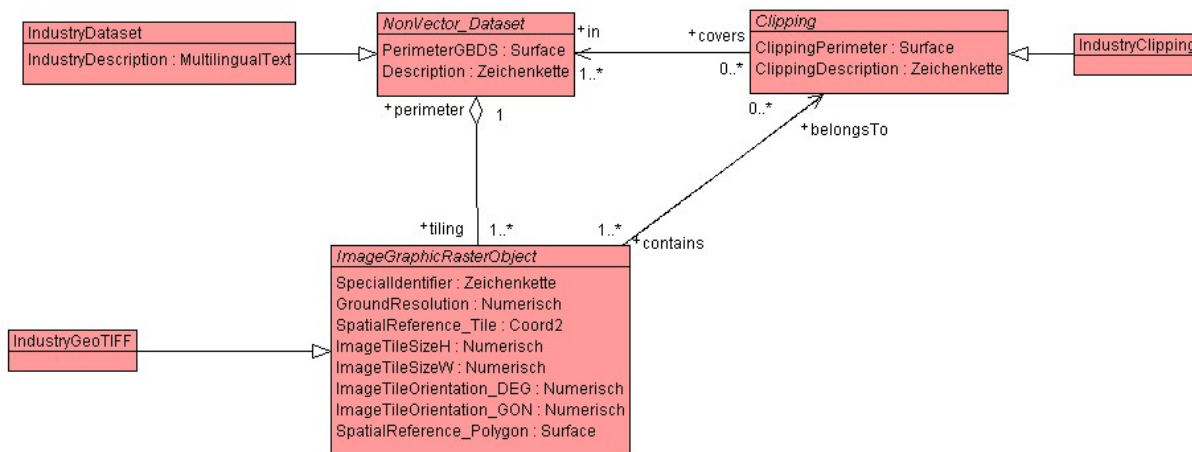 IndustryDataset
IndustryDescription : MultilingualText
NonVector_Dataset
PerimeterGBDS : Surface
Description : Zeichenkette
+in
1..*
+covers
0..*
Clipping
ClippingPerimeter : Surface
ClippingDescription : Zeichenkette
IndustryClipping
+perimeter
1
0..*
+belongsTo
+tiling
1..*
1..*
+contains
ImageGraphicRasterObject
SpecialIdentifier : Zeichenkette
GroundResolution : Numerisch
SpatialReference_Tile : Coord2
ImageTileSizeH : Numerisch
ImageTileSizeW : Numerisch
ImageTileOrientation_DEG : Numerisch
ImageTileOrientation_GON : Numerisch
SpatialReference_Polygon : Surface
IndustryGeoTIFF